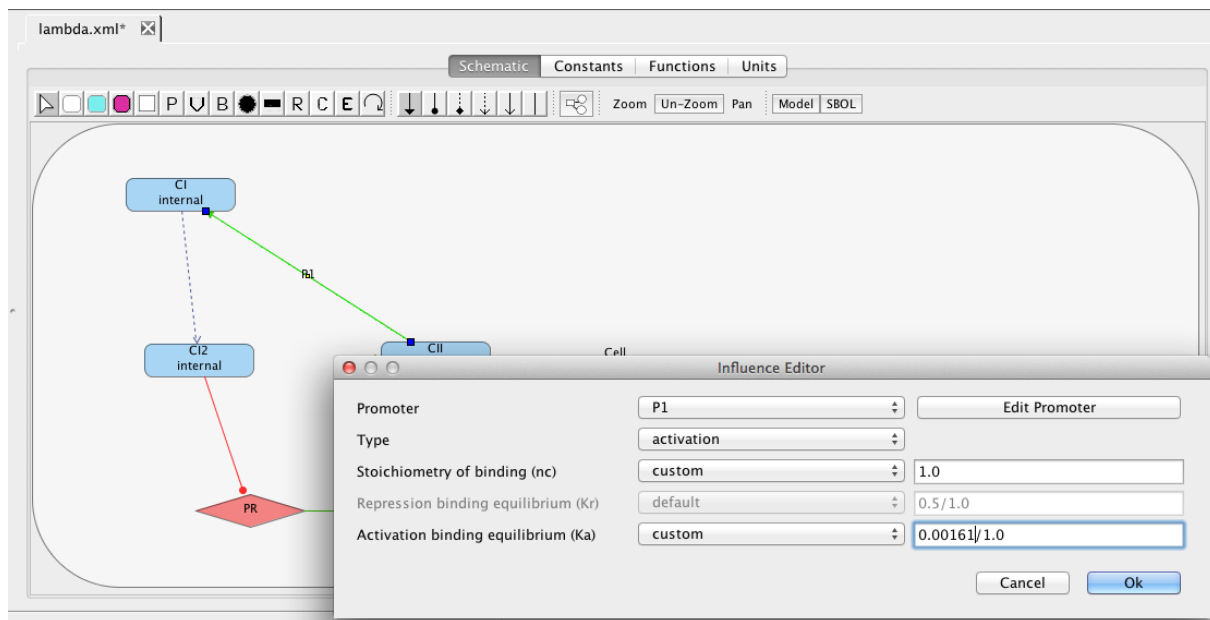 lambda.xml*
Schematic Constants Functions Units
P V B R C E Zoom Un-Zoom Pan Model SBOL
CI
internal
CII
Cell
CI2
internal
PR
Influence Editor
Promoter P1 Edit Promoter
Type activation
Stoichiometry of binding (nc) custom 1.0
Repression binding equilibrium (Kr) default 0.5/1.0
Activation binding equilibrium (Ka) custom 0.00161/1.0
Cancel Ok